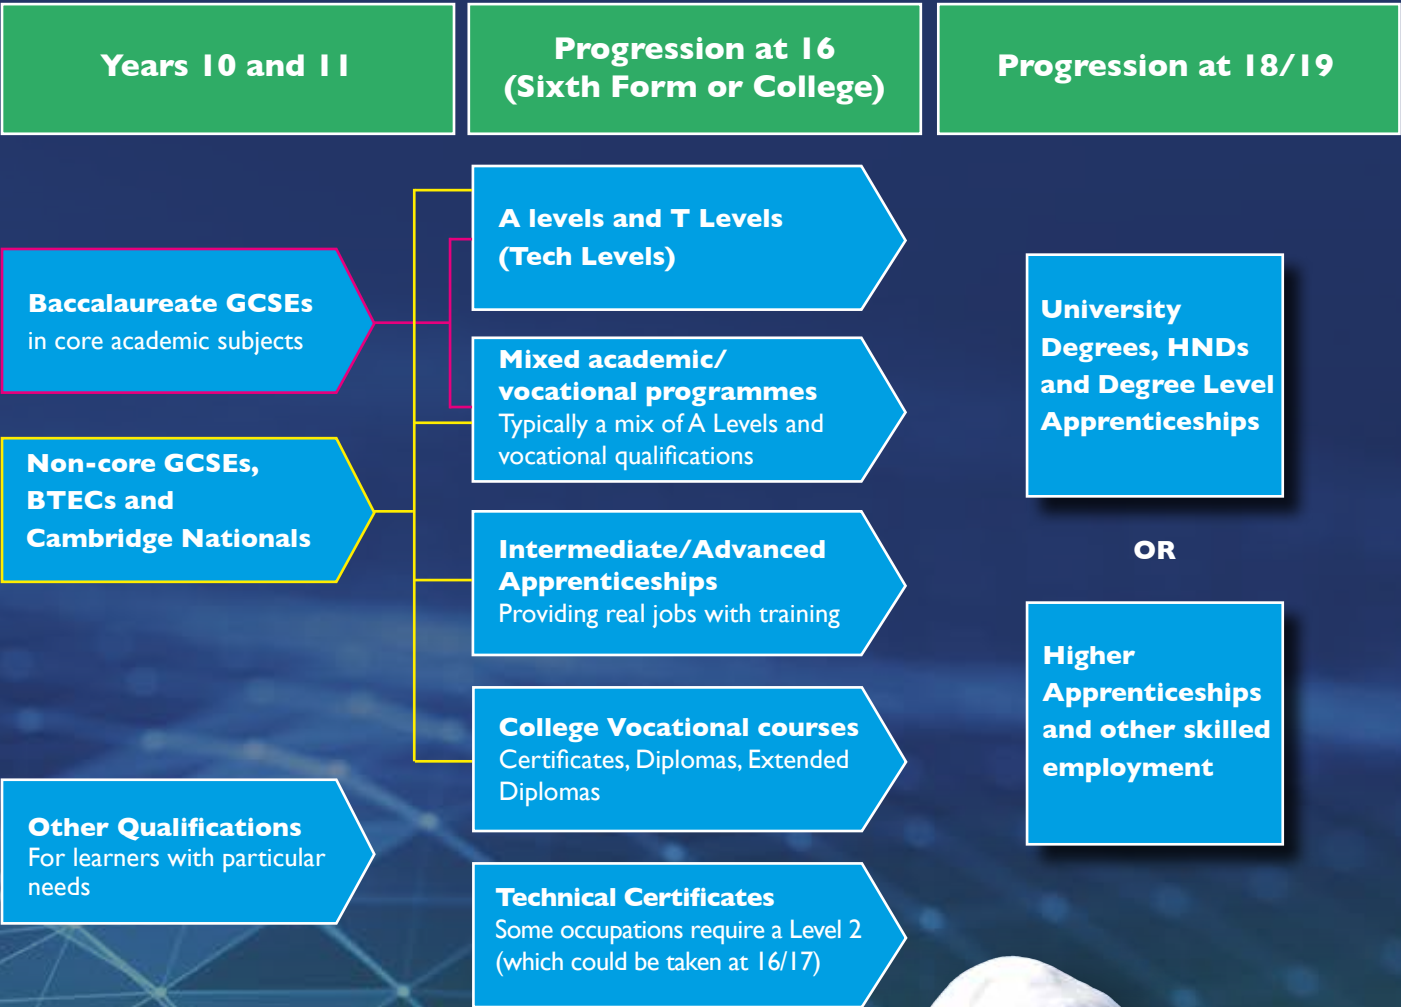 Years 10 and 11
Progression at 16
(Sixth Form or College)
Progression at 18/19
Baccalaureate GCSEs
in core academic subjects
Non-core GCSEs,
BTECs and
Cambridge Nationals
Other Qualifications
For learners with particular
needs
A levels and T Levels
(Tech Levels)
Mixed academic/
vocational programmes
Typically a mix of A Levels and
vocational qualifications
Intermediate/Advanced
Apprenticeships
Providing real jobs with training
College Vocational courses
Certificates, Diplomas, Extended
Diplomas
Technical Certificates
Some occupations require a Level 2
(which could be taken at 16/17)
University
Degrees, HNDs
and Degree Level
Apprenticeships
OR
Higher
Apprenticeships
and other skilled
employment